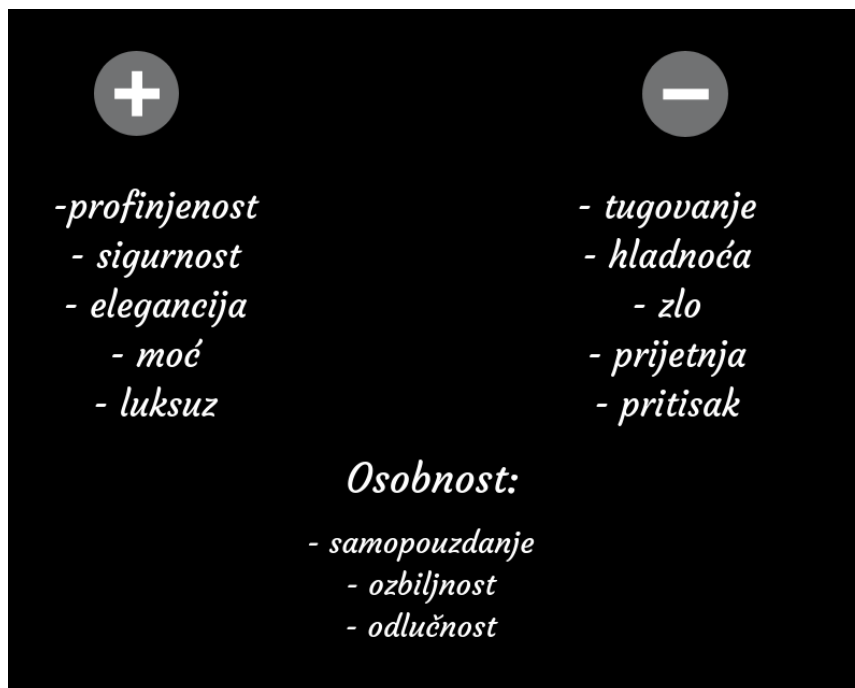 -profinjenost
- sigurnost
- elegancija
- moć
- luksuz
- tugovanje
- hladnoća
- zlo
- prijetnja
- pritisak
Osobnost:
- samopouzdanje
- ozbiljnost
- odlučnost